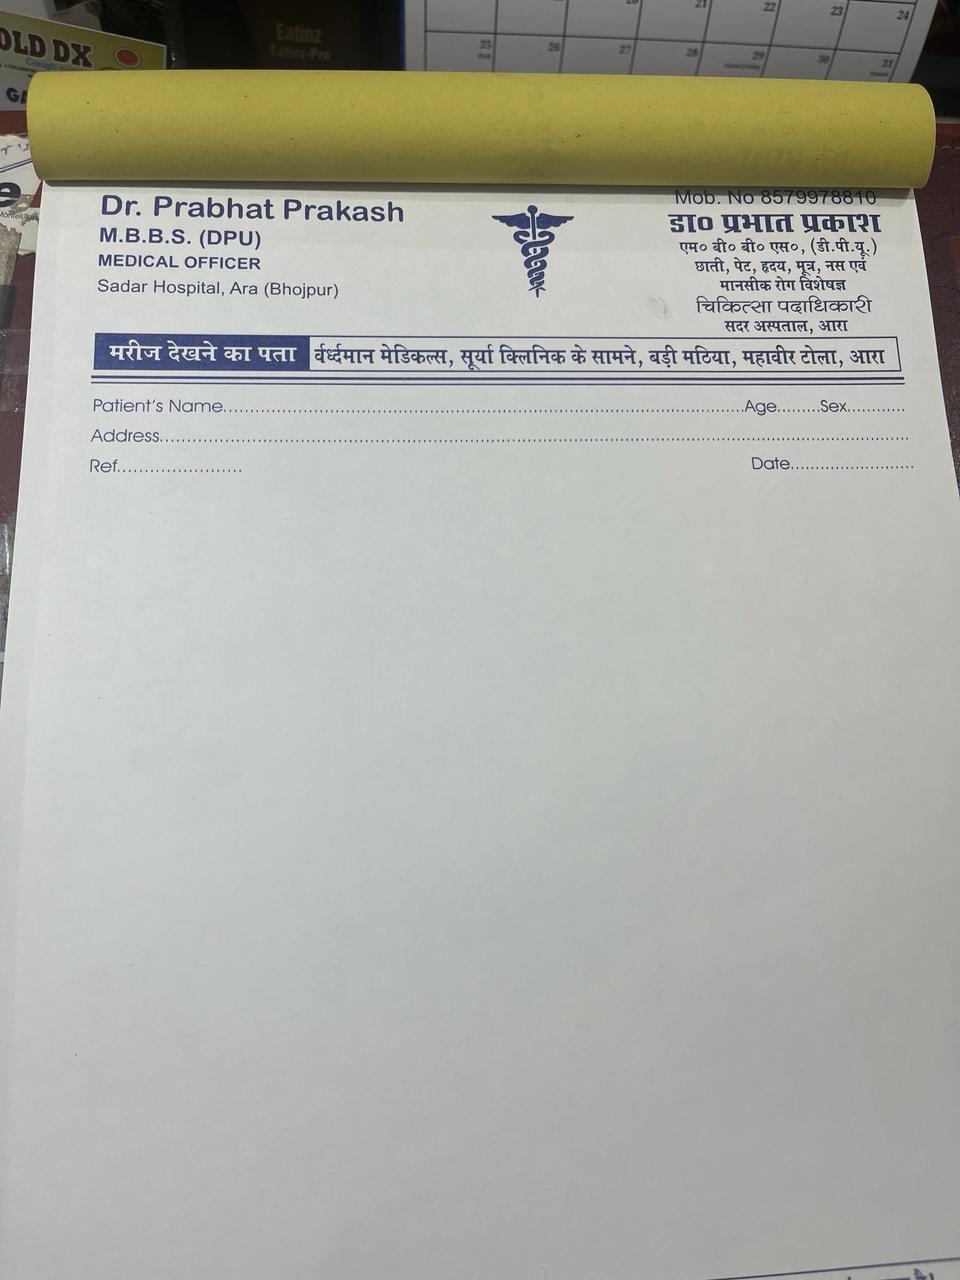 OLD DX
Eatinz
Eatinz-Pro
21 22 23 24
25 26 27 28 29 30 31
Dr. Prabhat Prakash
M.B.B.S. (DPU)
MEDICAL OFFICER
Sadar Hospital, Ara (Bhojpur)
Mob. No 8579978810
डा० प्रभात प्रकाश
एम० बी० बी० एस०, (डी.पी.यू.)
छाती, पेट, हृदय, मूत्र, नस एवं
मानसीक रोग विशेषज्ञ
चिकित्सा पदाधिकारी
सदर अस्पताल, आरा
मरीज देखने का पता वर्ध्दमान मेडिकल्स, सूर्या क्लिनिक के सामने, बड़ी मठिया, महावीर टोला, आरा
Patient's Name.......................................................Age........Sex...........
Address...............................................................................
Ref...................... Date........................